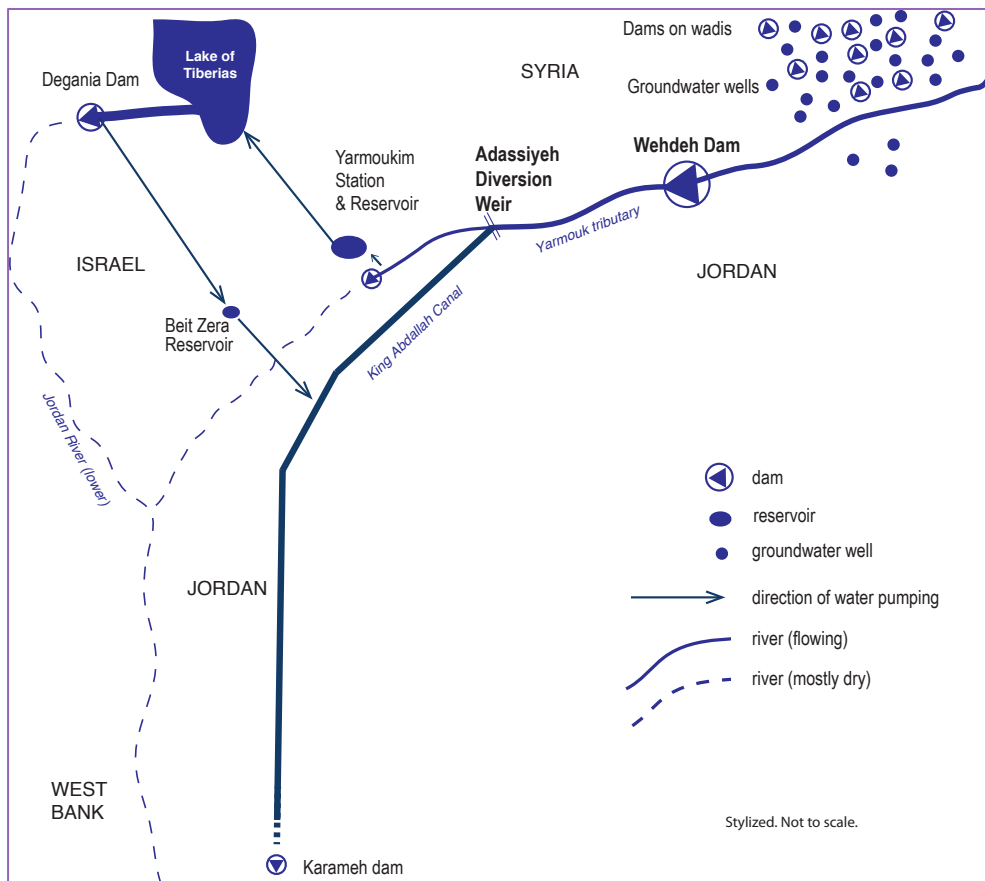 Dams on wadis
Lake of
Tiberias
SYRIA
Degania Dam
Groundwater wells
Wehdeh Dam
Yarmoukim
Station
& Reservoir
Adassiyeh
Diversion
Weir
Yarmouk tributary
ISRAEL
JORDAN
Beit Zera
Reservoir
King Abdallah Canal
Jordan River (lower)
dam
reservoir
groundwater well
JORDAN
direction of water pumping
river (flowing)
river (mostly dry)
WEST
BANK
Stylized. Not to scale.
Karameh dam